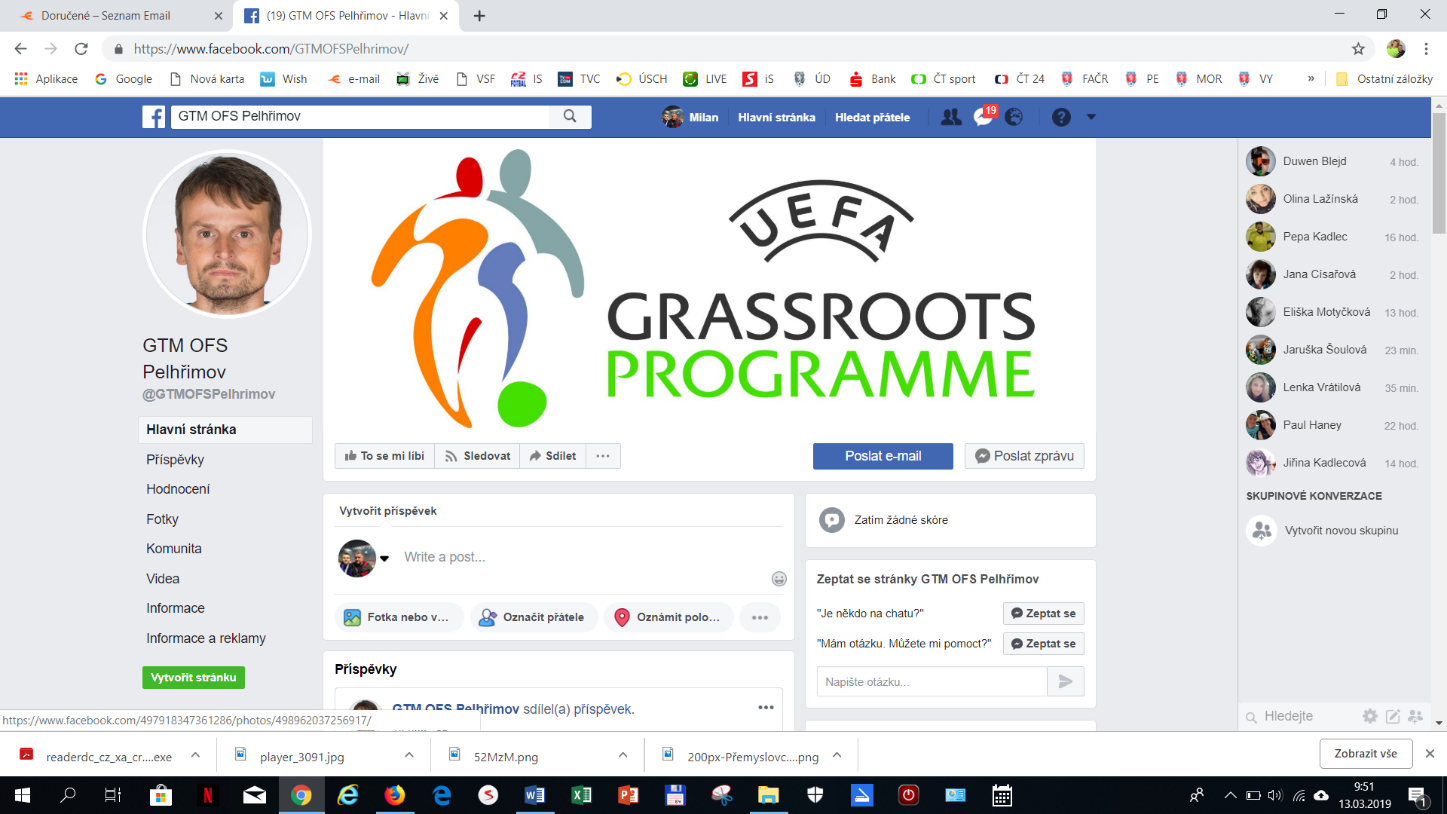 Doručené – Seznam Email
(19) GTM OFS Pelhřimov - Hlavní
https://www.facebook.com/GTMOFSPelhrimov/
Aplikace Google Nová karta Wish e-mail Živé VSF IS TVC ÚSCH LIVE iS ÚD Bank ČT sport ČT 24 FAČR PE MOR VY » Ostatní záložky
GTM OFS Pelhřimov
Milan Hlavní stránka Hledat přátele 19
UEFA
GRASSROOTS
PROGRAMME
GTM OFS
Pelhřimov
@GTMOFSPelhrimov
Hlavní stránka
Příspěvky
Hodnocení
Fotky
Komunita
Videa
Informace
Informace a reklamy
Vytvořit stránku
To se mi líbí Sledovat Sdílet ...
Poslat e-mail Poslat zprávu
Vytvořit příspěvek
Write a post...
Fotka nebo v... Označit přátele Oznámit polo...
Příspěvky
GTM OFS Pelhřimov sdílel(a) příspěvek.
Zatím žádné skóre
Zeptat se stránky GTM OFS Pelhřimov
"Je někdo na chatu?" Zeptat se
"Mám otázku. Můžete mi pomoct?" Zeptat se
Napište otázku...
Duwen Blejd 4 hod.
Olina Lažínská 2 hod.
Pepa Kadlec 16 hod.
Jana Císařová 2 hod.
Eliška Motyčková 13 hod.
Jaruška Šoulová 23 min.
Lenka Vrátilová 35 min.
Paul Haney 22 hod.
Jiřina Kadlecová 14 hod.
SKUPINOVÉ KONVERZACE
Vytvořit novou skupinu
Hledejte
https://www.facebook.com/497918347361286/photos/498962037256917/
readerdc_cz_xa_cr....exe player_3091.jpg 52MzM.png 200px-Přemyslovc....png Zobrazit vše
9:51
13.03.2019
1